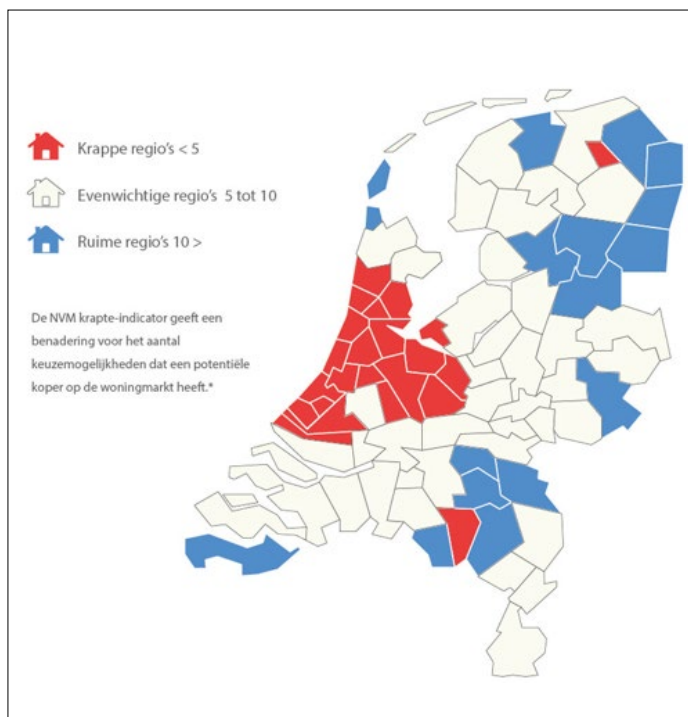 Krappe regio's < 5
Evenwichtige regio's 5 tot 10
Ruime regio's 10 >
De NVM krapte-indicator geeft een
benadering voor het aantal
keuzemogelijkheden dat een potentiële
koper op de woningmarkt heeft.*